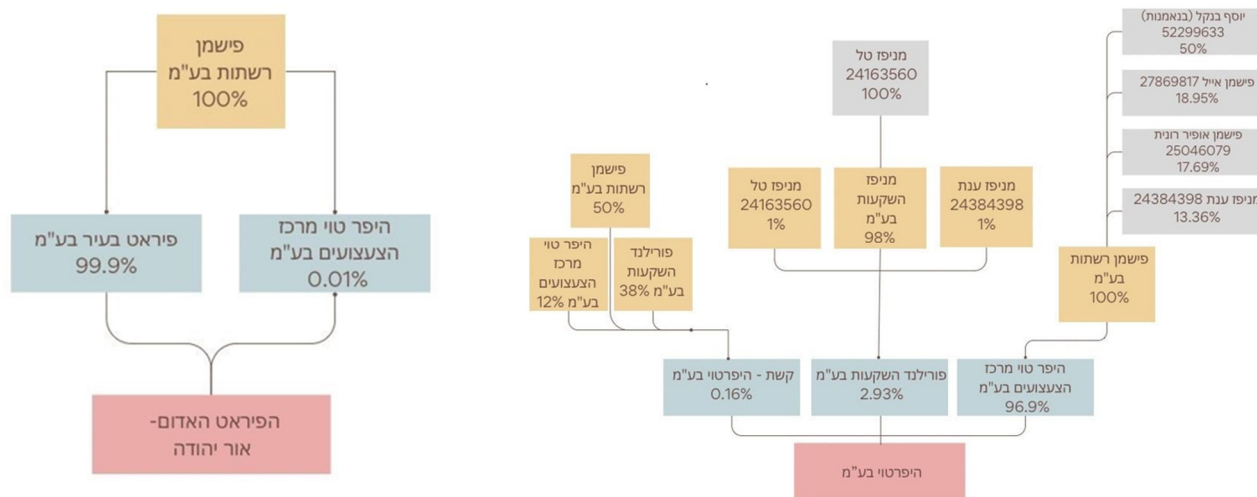 פישמן
רשתות בע"מ
100%
פיראט בעיר בע"מ
99.9%
היפר טוי מרכז
הצעצועים בע"מ
0.01%
הפיראט האדום-
אור יהודה
יוסף בנקל (בנאמנות)
52299633
50%
פישמן אייל 27869817
18.95%
פישמן אופיר רונית
25046079
17.69%
מניפז ענת 24384398
13.36%
פישמן רשתות
בע"מ
100%
מניפז טל
24163560
100%
מניפז ענת
24384398
1%
מניפז
השקעות
בע"מ
98%
מניפז טל
24163560
1%
פישמן
רשתות בע"מ
50%
פורילנד
השקעות
בע"מ 38%
היפר טוי
מרכז
הצעצועים
בע"מ 12%
היפר טוי מרכז
הצעצועים בע"מ
96.9%
פורילנד השקעות בע"מ
2.93%
קשת - היפרטוי בע"מ
0.16%
היפרטוי בע"מ